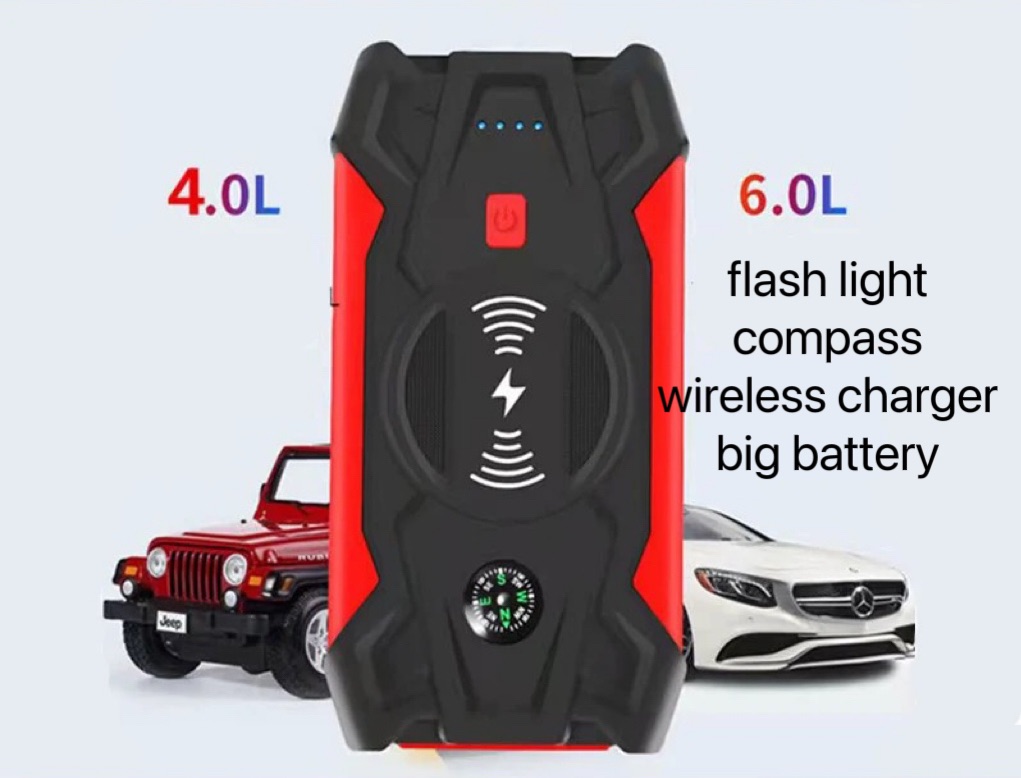 4.0L
6.0L
flash light
compass
wireless charger
big battery
S
E W
N
Jeep